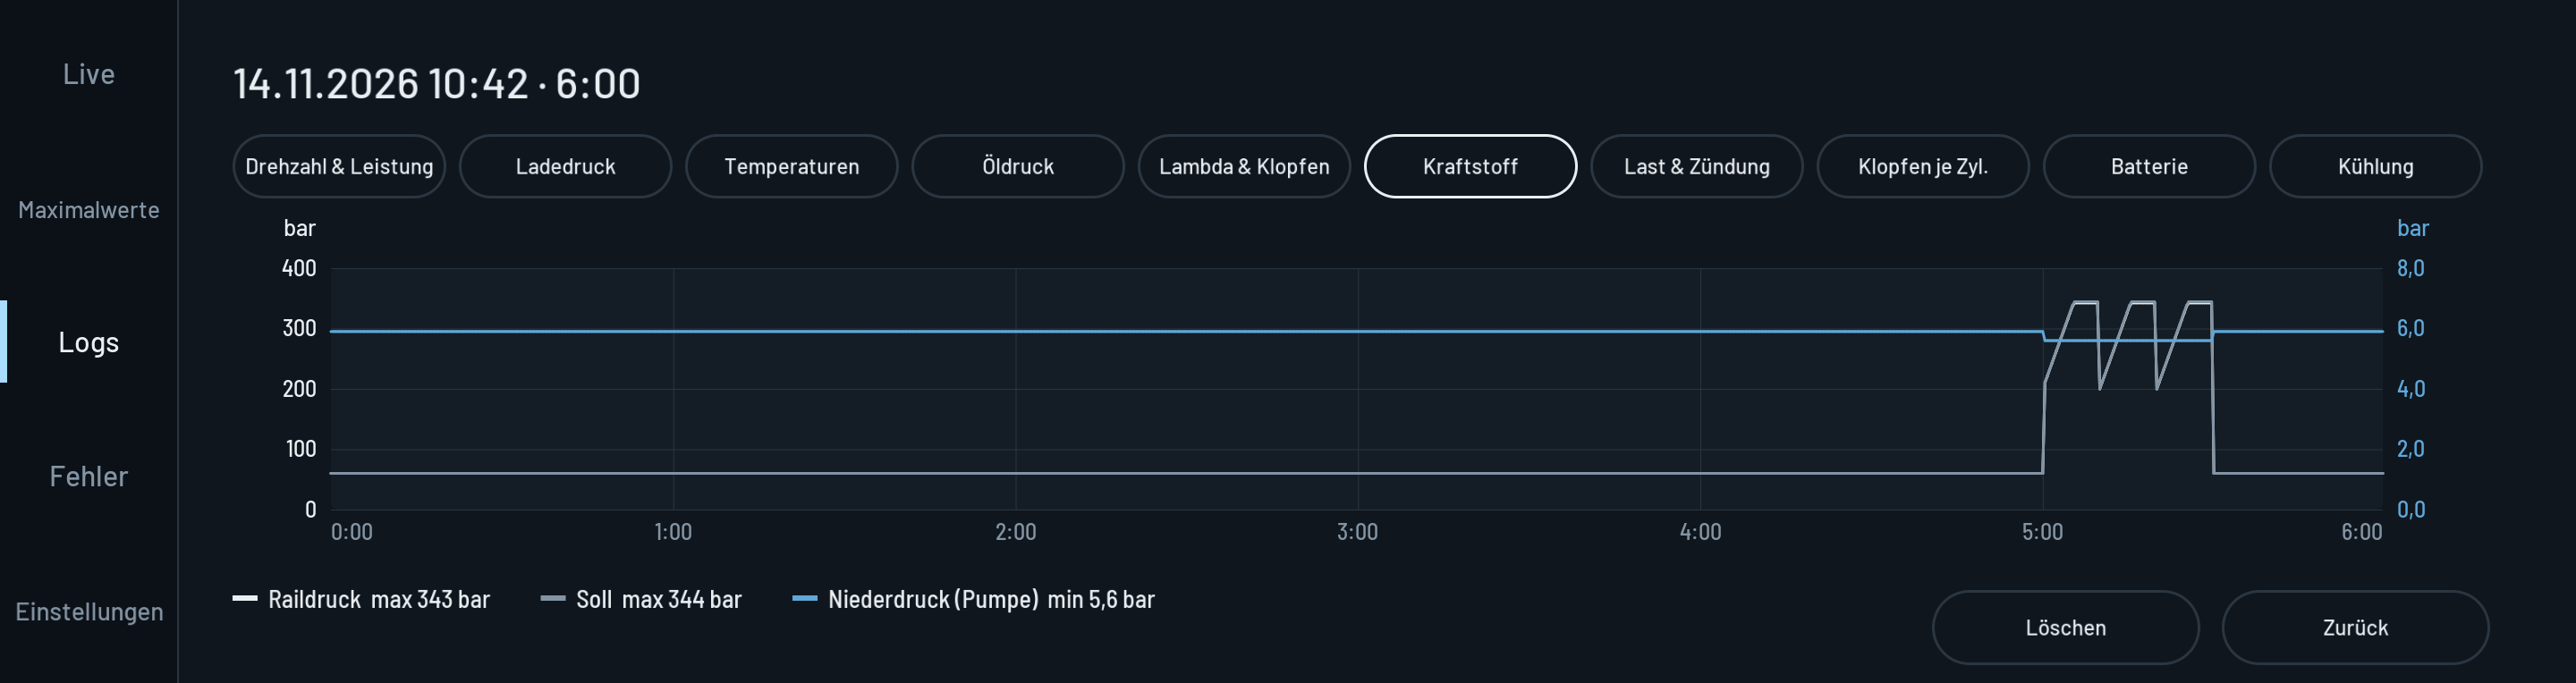 Live
Maximalwerte
Logs
Fehler
Einstellungen
14.11.2026 10:42 · 6:00
Drehzahl & Leistung
Ladedruck
Temperaturen
Öldruck
Lambda & Klopfen
Kraftstoff
Last & Zündung
Klopfen je Zyl.
Batterie
Kühlung
bar
400
300
200
100
0
bar
8,0
6,0
4,0
2,0
0,0
0:00 1:00 2:00 3:00 4:00 5:00 6:00
Raildruck max 343 bar
Soll max 344 bar
Niederdruck (Pumpe) min 5,6 bar
Löschen
Zurück